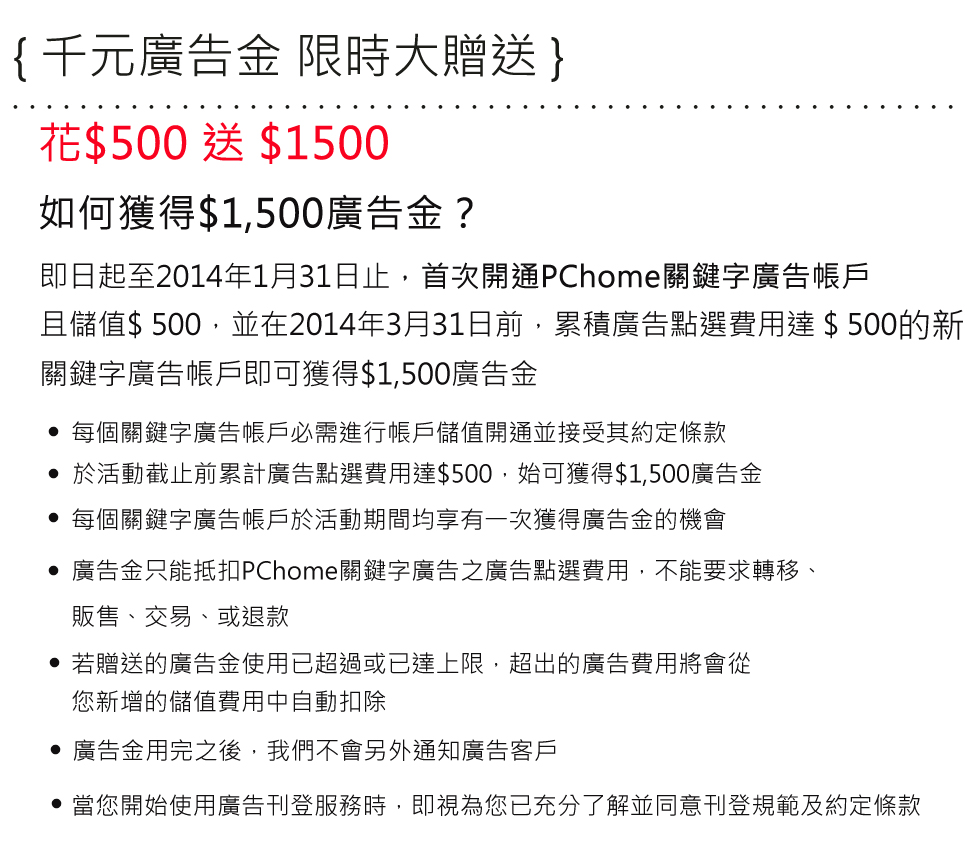 { 千元廣告金 限時大贈送 }
花$500 送 $1500
如何獲得$1,500廣告金？
即日起至2014年1月31日止，首次開通PChome關鍵字廣告帳戶
且儲值$ 500，並在2014年3月31日前，累積廣告點選費用達 $ 500的新
關鍵字廣告帳戶即可獲得$1,500廣告金
• 每個關鍵字廣告帳戶必需進行帳戶儲值開通並接受其約定條款
• 於活動截止前累計廣告點選費用達$500，始可獲得$1,500廣告金
• 每個關鍵字廣告帳戶於活動期間均享有一次獲得廣告金的機會
• 廣告金只能抵扣PChome關鍵字廣告之廣告點選費用，不能要求轉移、
販售、交易、或退款
• 若贈送的廣告金使用已超過或已達上限，超出的廣告費用將會從
您新增的儲值費用中自動扣除
• 廣告金用完之後，我們不會另外通知廣告客戶
• 當您開始使用廣告刊登服務時，即視為您已充分了解並同意刊登規範及約定條款